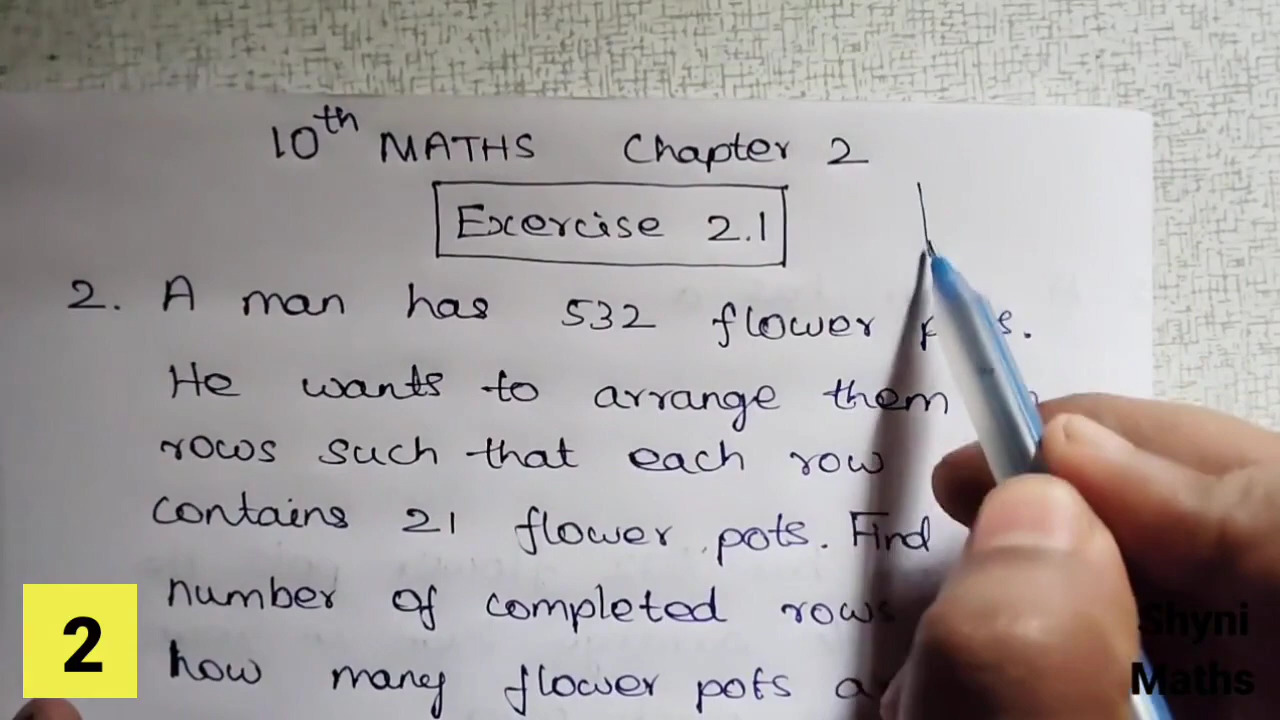 10th MATHS Chapter 2
Exercise 2.1
2. A man has 532 flower
He wants to arrange them
rows such that each row
contains 21 flower pots. Find
number of completed rows
how many flower pots
2
Shyni
Maths